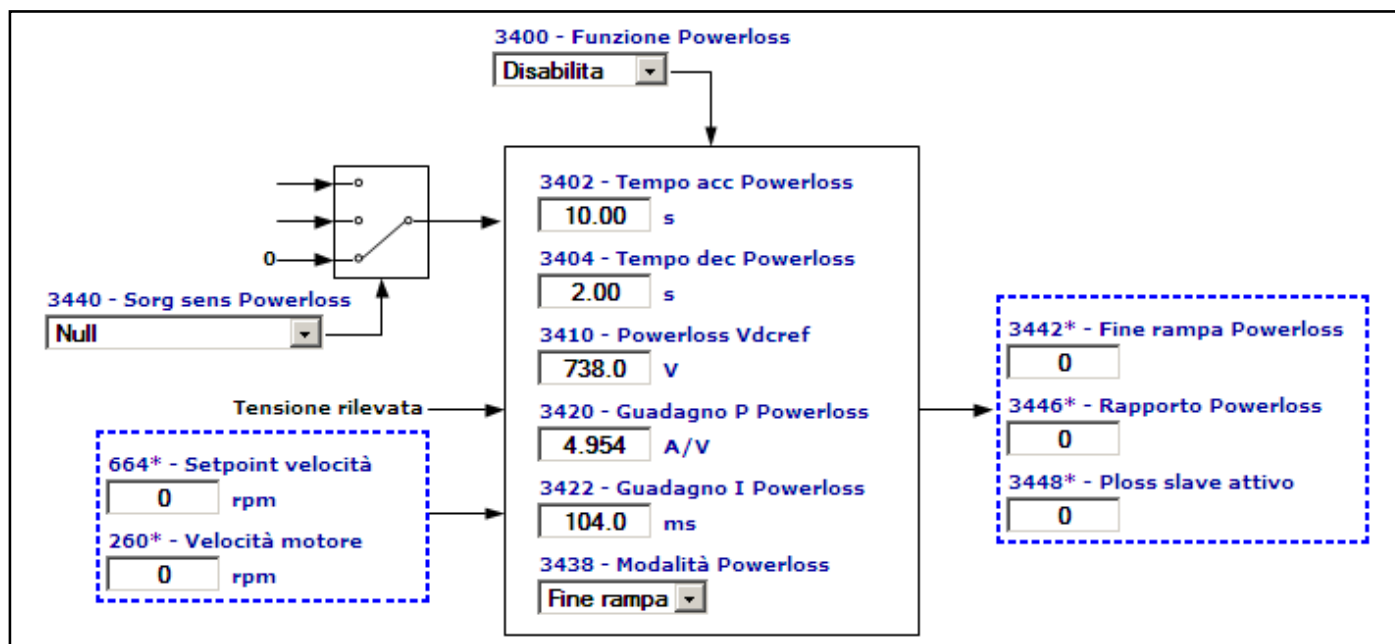 3400 - Funzione Powerloss
Disabilita
3402 - Tempo acc Powerloss
10.00 s
0
3404 - Tempo dec Powerloss
2.00 s
3440 - Sorg sens Powerloss
Null
3410 - Powerloss Vdcref
738.0 V
Tensione rilevata
3420 - Guadagno P Powerloss
4.954 A/V
664* - Setpoint velocità
0 rpm
3422 - Guadagno I Powerloss
104.0 ms
260* - Velocità motore
0 rpm
3438 - Modalità Powerloss
Fine rampa
3442* - Fine rampa Powerloss
0
3446* - Rapporto Powerloss
0
3448* - Ploss slave attivo
0